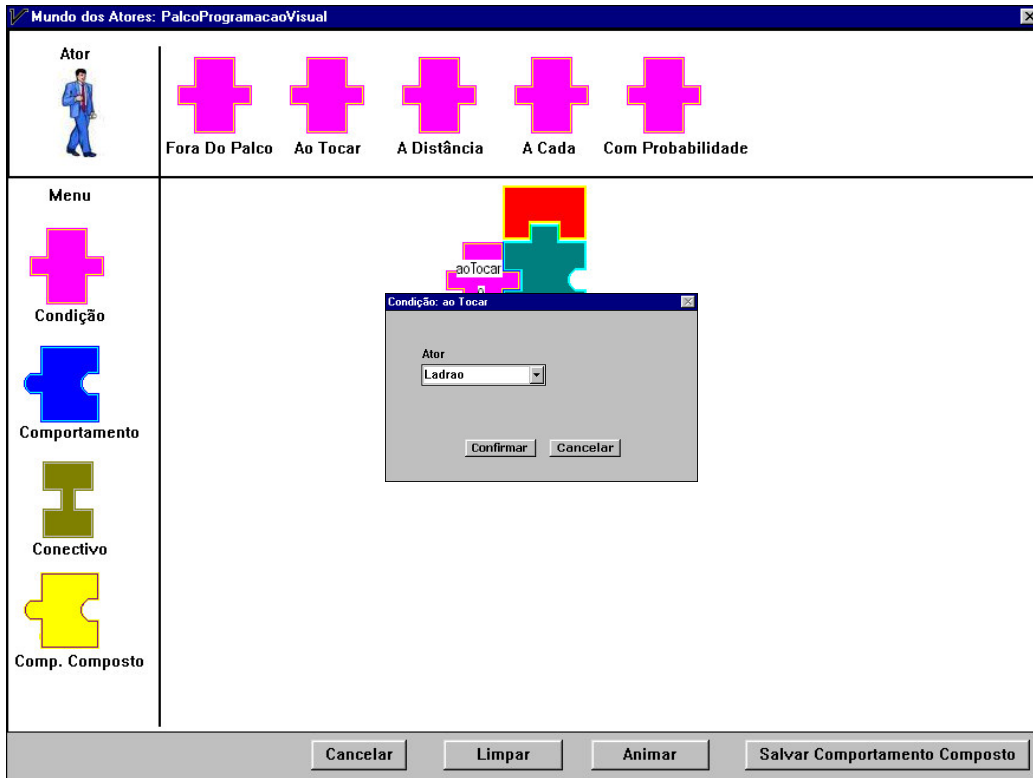 Mundo dos Atores: PalcoProgramacaoVisual
Ator
Fora Do Palco
Ao Tocar
A Distância
A Cada
Com Probabilidade
Menu
Condição
Comportamento
Conectivo
Comp. Composto
aoTocar
Condição: ao Tocar
Ator
Ladrao
Confirmar
Cancelar
Cancelar
Limpar
Animar
Salvar Comportamento Composto